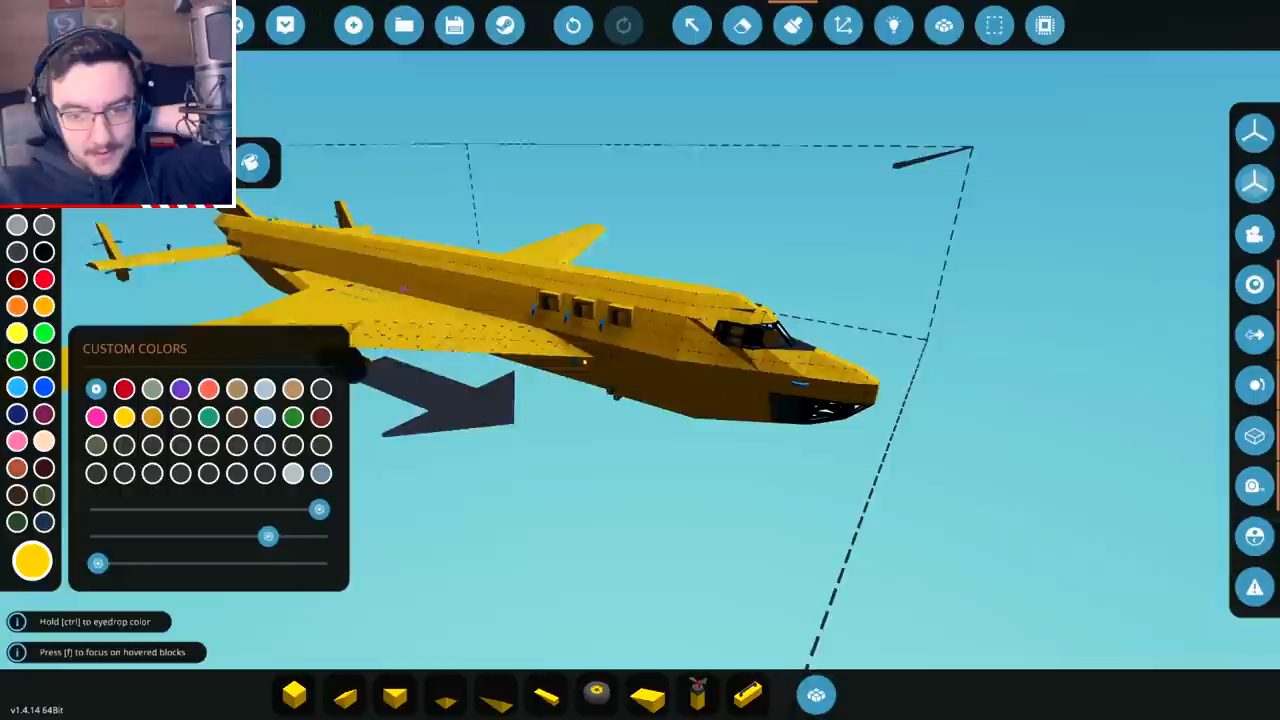 CUSTOM COLORS
Hold [ctrl] to eyedrop color
Press [f] to focus on hovered blocks
v1.4.14 64Bit